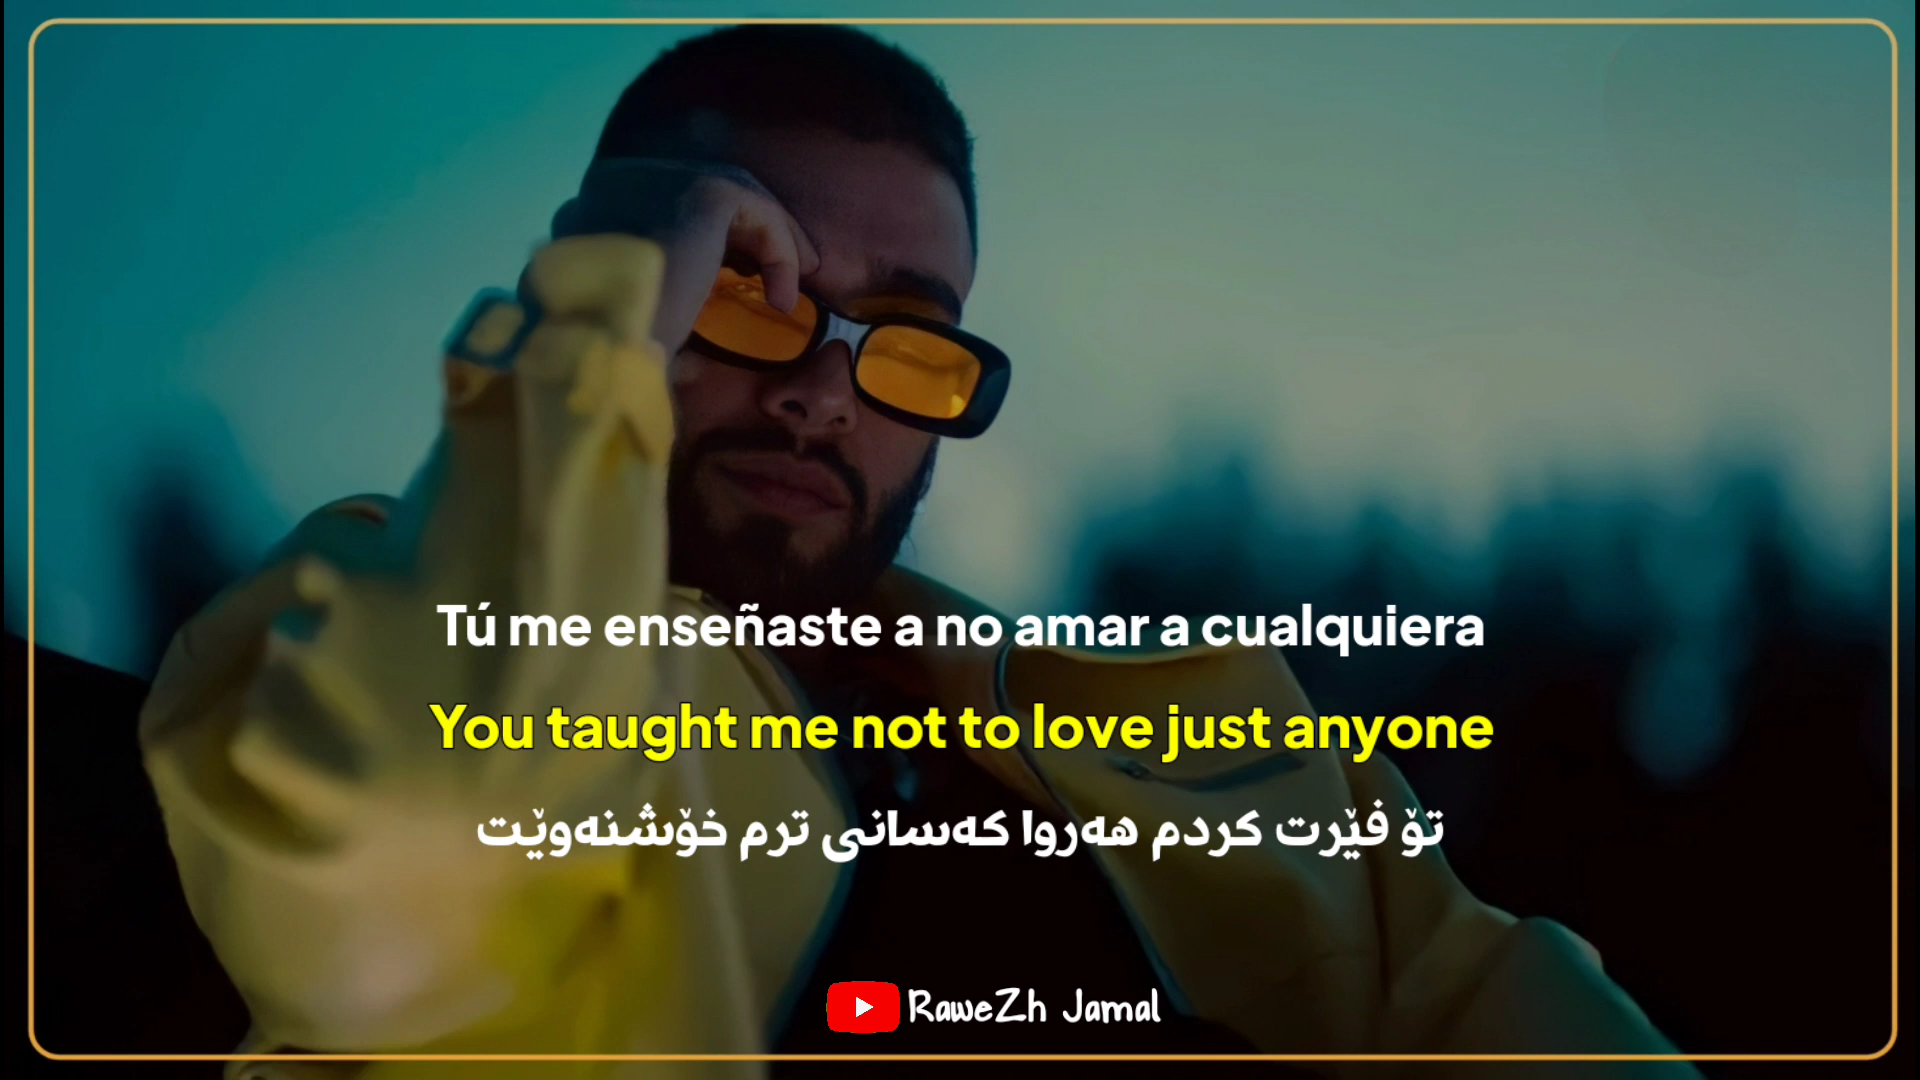 Tú me enseñaste a no amar a cualquiera
You taught me not to love just anyone
تۆ فێرت کردم هەروا کەسانی ترم خۆشنەوێت
RaweZh Jamal